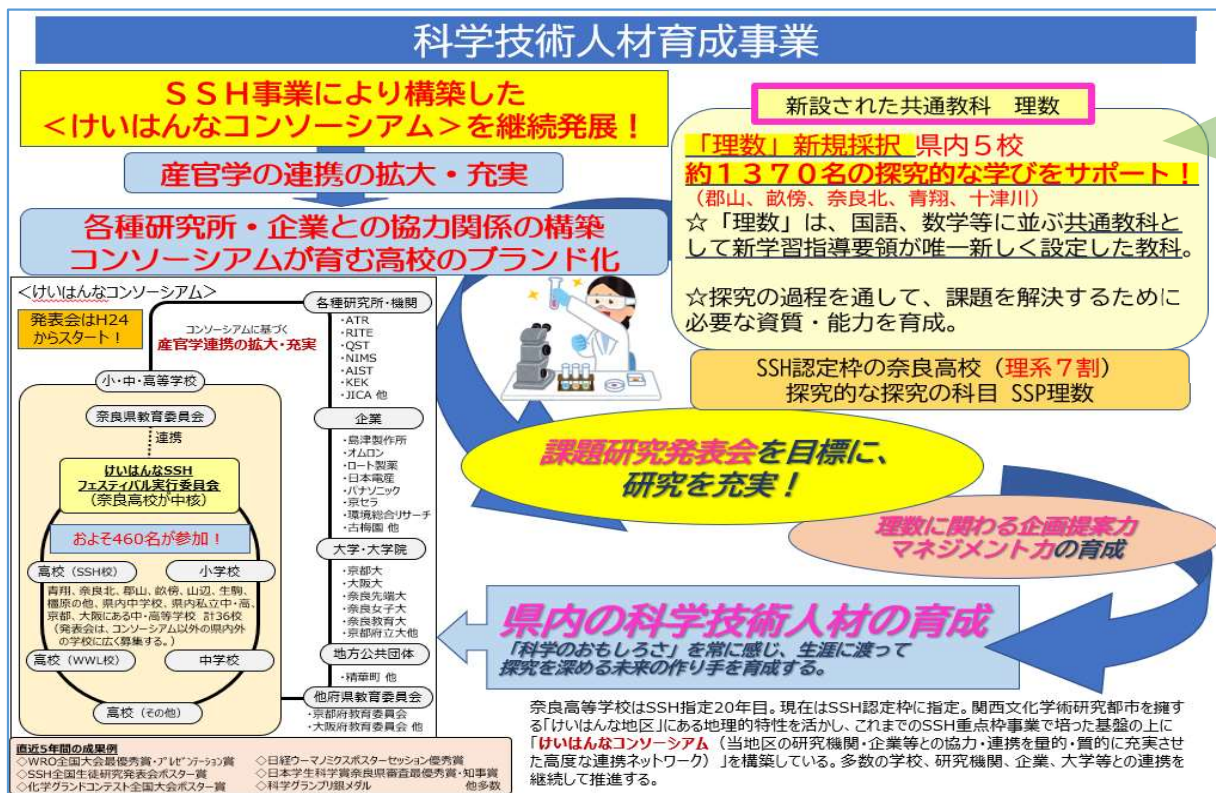 科学技術人材育成事業
ＳＳＨ事業により構築した
＜けいはんなコンソーシアム＞を継続発展！
産官学の連携の拡大・充実
各種研究所・企業との協力関係の構築
コンソーシアムが育む高校のブランド化
新設された共通教科　理数
「理数」新規採択 県内５校
約１３７０名の探究的な学びをサポート！
（郡山、畝傍、奈良北、青翔、十津川）
☆「理数」は、国語、数学等に並ぶ共通教科と
して新学習指導要領が唯一新しく設定した教科。
☆探究の過程を通して、課題を解決するために
必要な資質・能力を育成。
SSH認定枠の奈良高校（理系７割）
探究的な探究の科目 SSP理数
課題研究発表会を目標に、
研究を充実！
理数に関わる企画提案力
マネジメント力の育成
県内の科学技術人材の育成
「科学のおもしろさ」を常に感じ、生涯に渡って
探究を深める未来の作り手を育成する。
＜けいはんなコンソーシアム＞
発表会はH24
からスタート！
コンソーシアムに基づく
産官学連携の拡大・充実
小・中・高等学校
奈良県教育委員会
連携
けいはんなSSH
フェスティバル実行委員会
（奈良高校が中核）
およそ460名が参加！
高校（SSH校）
小学校
青翔、奈良北、郡山、畝傍、山辺、生駒、
橿原の他、県内中学校、県内私立中・高、
京都、大阪にある中・高等学校 計36校
（発表会は、コンソーシアム以外の県内外
の学校に広く募集する。）
高校（WWL校）
中学校
高校（その他）
各種研究所・機関
・ATR
・RITE
・QST
・NIMS
・AIST
・KEK
・JICA 他
企業
・島津製作所
・オムロン
・ロート製薬
・日本電産
・パナソニック
・京セラ
・環境総合リサーチ
・古梅園 他
大学・大学院
・京都大
・大阪大
・奈良先端大
・奈良女子大
・奈良教育大
・京都府立大他
地方公共団体
・精華町 他
他府県教育委員会
・京都府教育委員会
・大阪府教育委員会 他
直近5年間の成果例
◇WRO全国大会最優秀賞・プレゼンテーション賞
◇SSH全国生徒研究発表会ポスター賞
◇化学グランドコンテスト全国大会ポスター賞
◇日経ウーマノミクスポスターセッション優秀賞
◇日本学生科学賞奈良県審査最優秀賞・知事賞
◇科学グランプリ銀メダル　他多数
奈良高等学校はSSH指定20年目。現在はSSH認定枠に指定。関西文化学術研究都市を擁す
る「けいはんな地区」にある地理的特性を活かし、これまでのSSH重点枠事業で培った基盤の上に
「けいはんなコンソーシアム（当地区の研究機関・企業等との協力・連携を量的・質的に充実させ
た高度な連携ネットワーク）」を構築している。多数の学校、研究機関、企業、大学等との連携を
継続して推進する。